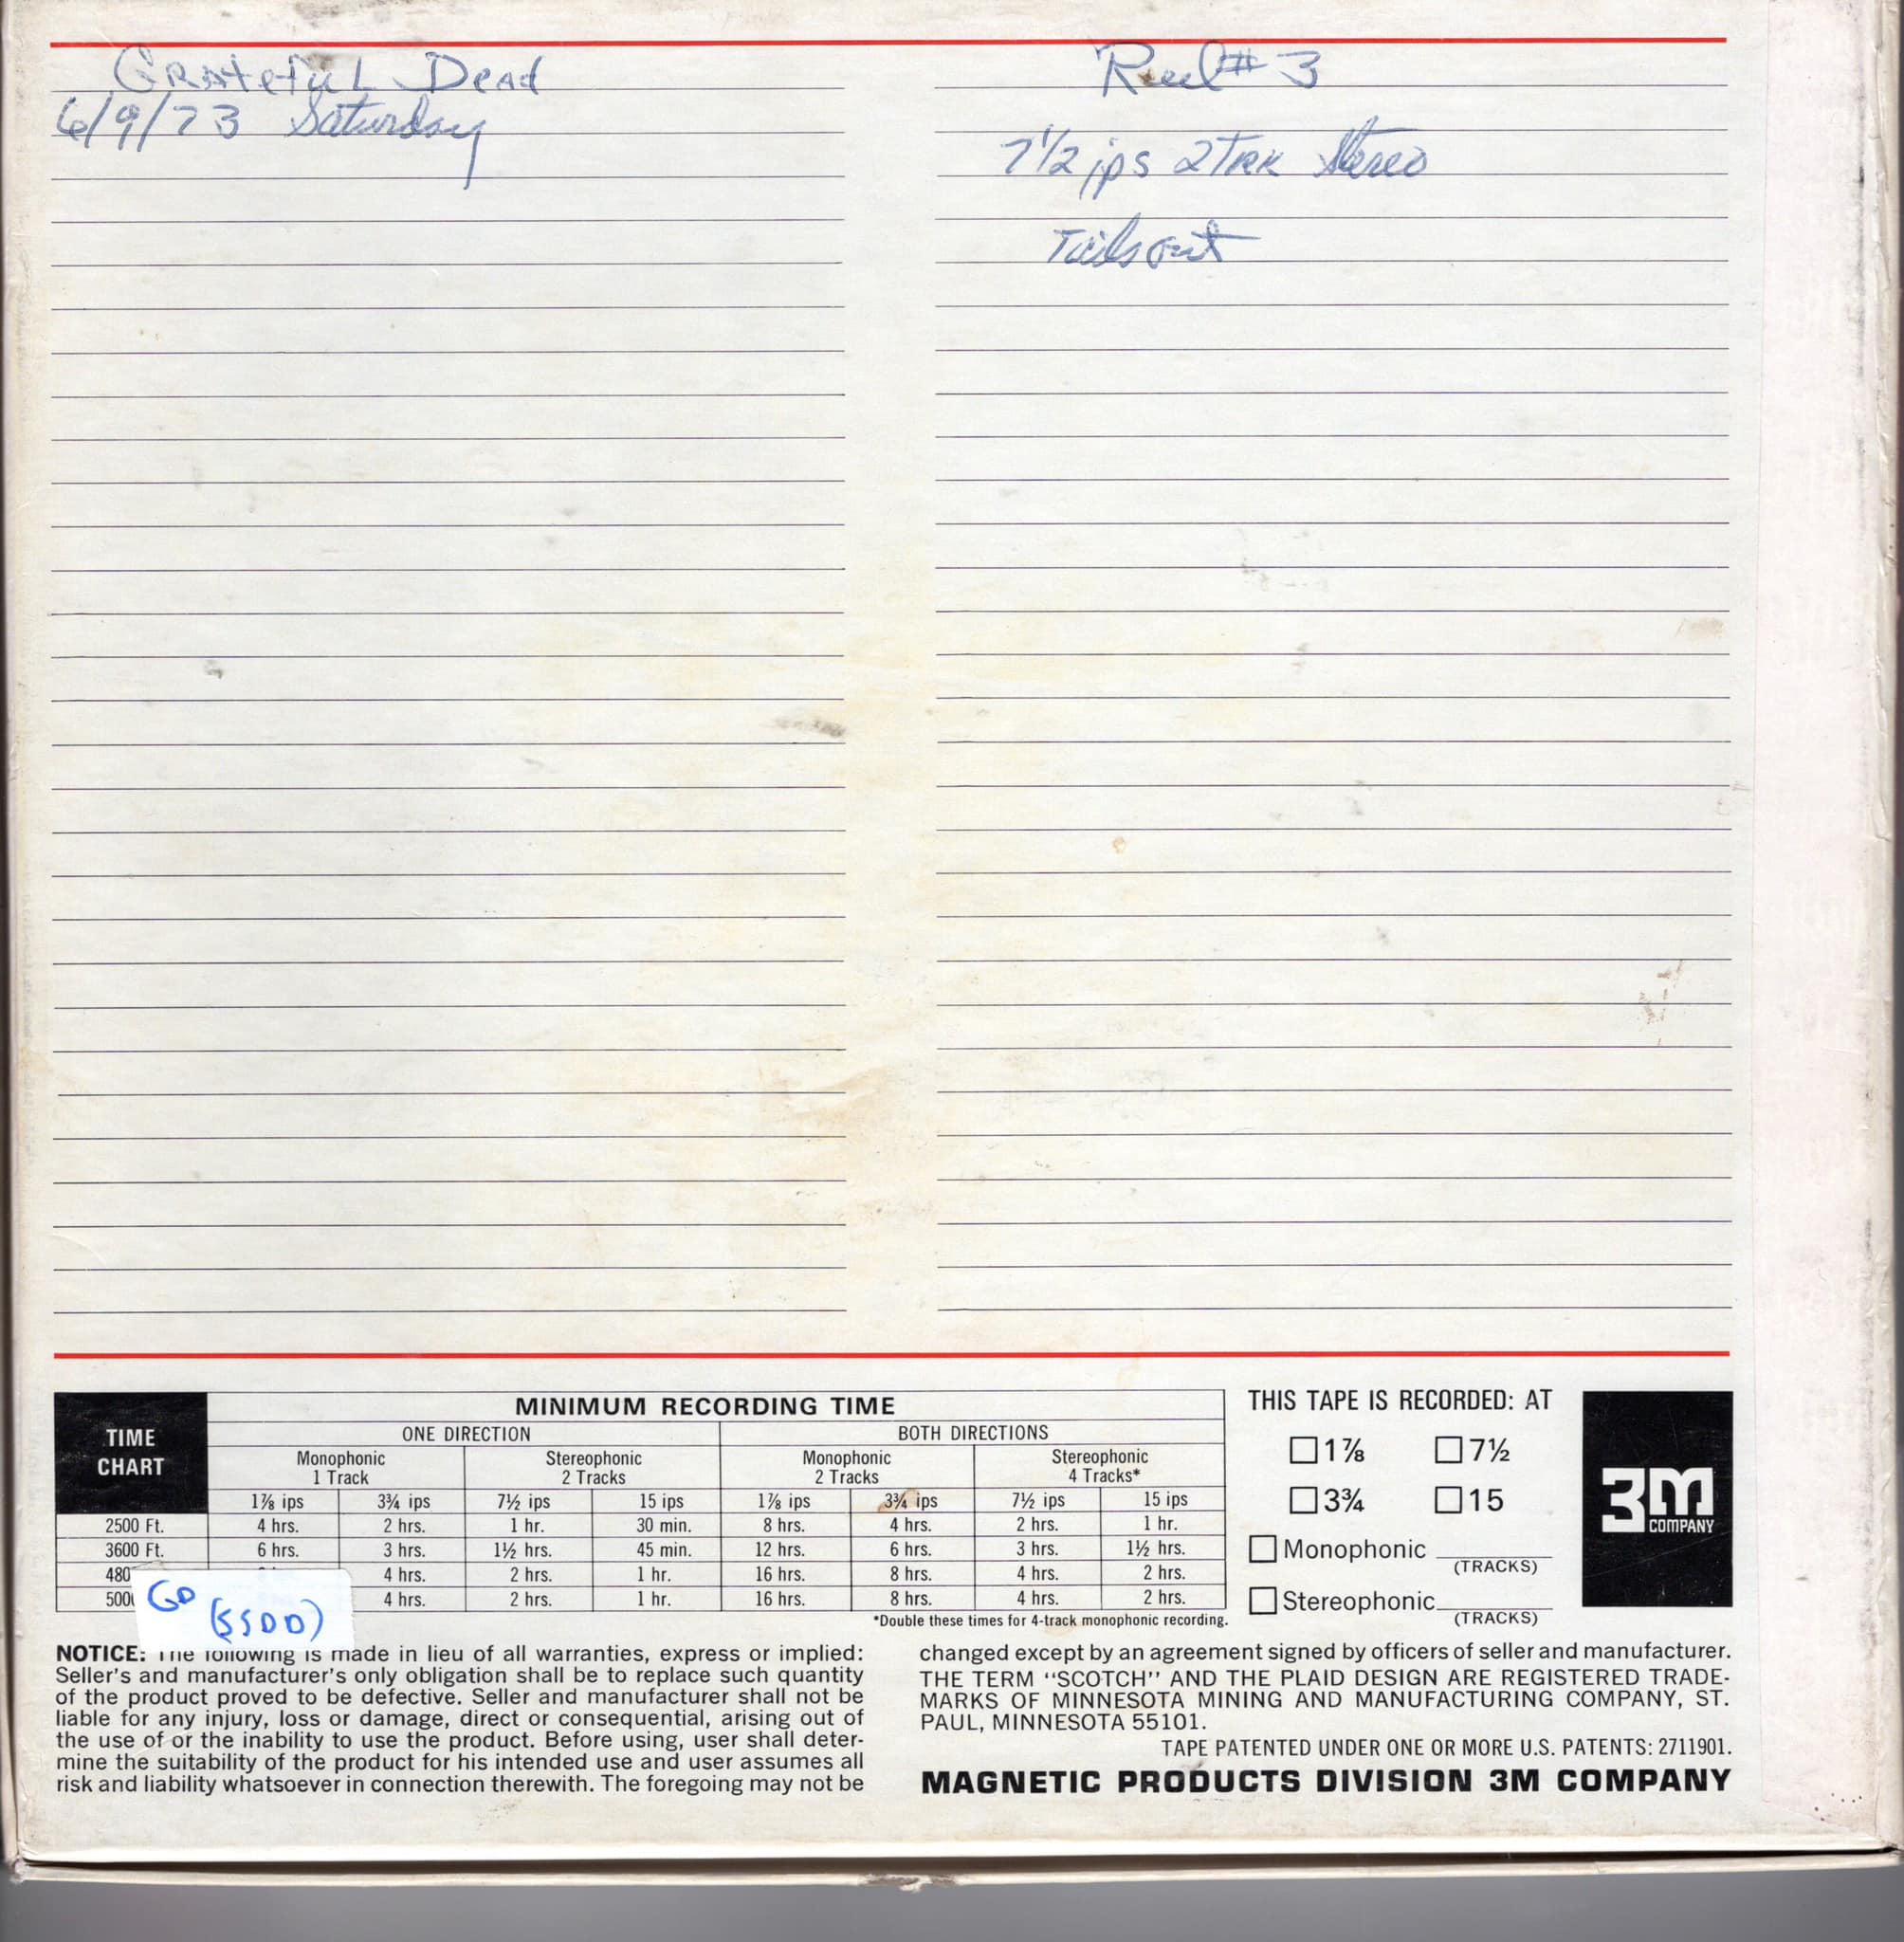 Grateful Dead
6/9/73 Saturday
Reel # 3
7 1/2 ips 2 TRK Stereo
Tails out
TIME CHART
MINIMUM RECORDING TIME
ONE DIRECTION BOTH DIRECTIONS
Monophonic 1 Track Stereophonic 2 Tracks Monophonic 2 Tracks Stereophonic 4 Tracks*
1⅞ ips 3¾ ips 7½ ips 15 ips 1⅞ ips 3¾ ips 7½ ips 15 ips
2500 Ft. 4 hrs. 2 hrs. 1 hr. 30 min. 8 hrs. 4 hrs. 2 hrs. 1 hr.
3600 Ft. 6 hrs. 3 hrs. 1½ hrs. 45 min. 12 hrs. 6 hrs. 3 hrs. 1½ hrs.
480 4 hrs. 2 hrs. 1 hr. 16 hrs. 8 hrs. 4 hrs. 2 hrs.
500 4 hrs. 2 hrs. 1 hr. 16 hrs. 8 hrs. 4 hrs. 2 hrs.
*Double these times for 4-track monophonic recording.
GD
(SSDD)
THIS TAPE IS RECORDED: AT
1⅞ 7½
3¾ 15
Monophonic
(TRACKS)
Stereophonic
(TRACKS)
3M
COMPANY
NOTICE: The following is made in lieu of all warranties, express or implied:
Seller's and manufacturer's only obligation shall be to replace such quantity
of the product proved to be defective. Seller and manufacturer shall not be
liable for any injury, loss or damage, direct or consequential, arising out of
the use of or the inability to use the product. Before using, user shall deter-
mine the suitability of the product for his intended use and user assumes all
risk and liability whatsoever in connection therewith. The foregoing may not be
changed except by an agreement signed by officers of seller and manufacturer.
THE TERM "SCOTCH" AND THE PLAID DESIGN ARE REGISTERED TRADE-
MARKS OF MINNESOTA MINING AND MANUFACTURING COMPANY, ST.
PAUL, MINNESOTA 55101.
TAPE PATENTED UNDER ONE OR MORE U.S. PATENTS: 2711901.
MAGNETIC PRODUCTS DIVISION 3M COMPANY